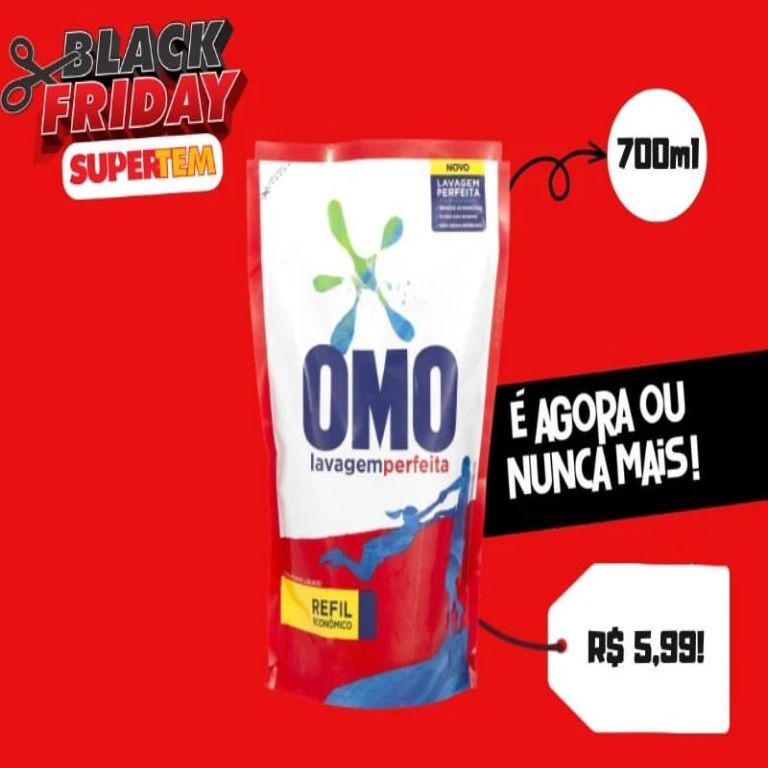 BLACK
FRIDAY
SUPERTEM
700ml
NOVO
LAVAGEM
PERFEITA
OMO
lavagemperfeita
É AGORA OU
NUNCA MAiS!
REFIL
ECONÔMICO
R$ 5,99!